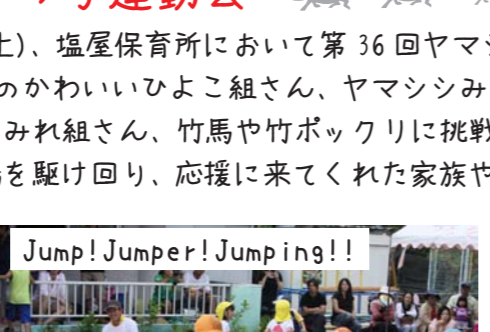 運動会
土)、塩屋保育所において第36回ヤマ
のかわいいひよこ組さん、ヤマシシみ
みれ組さん、竹馬や竹ポックリに挑戦
を駆け回り、応援に来てくれた家族や
Jump!Jumper!Jumping!!